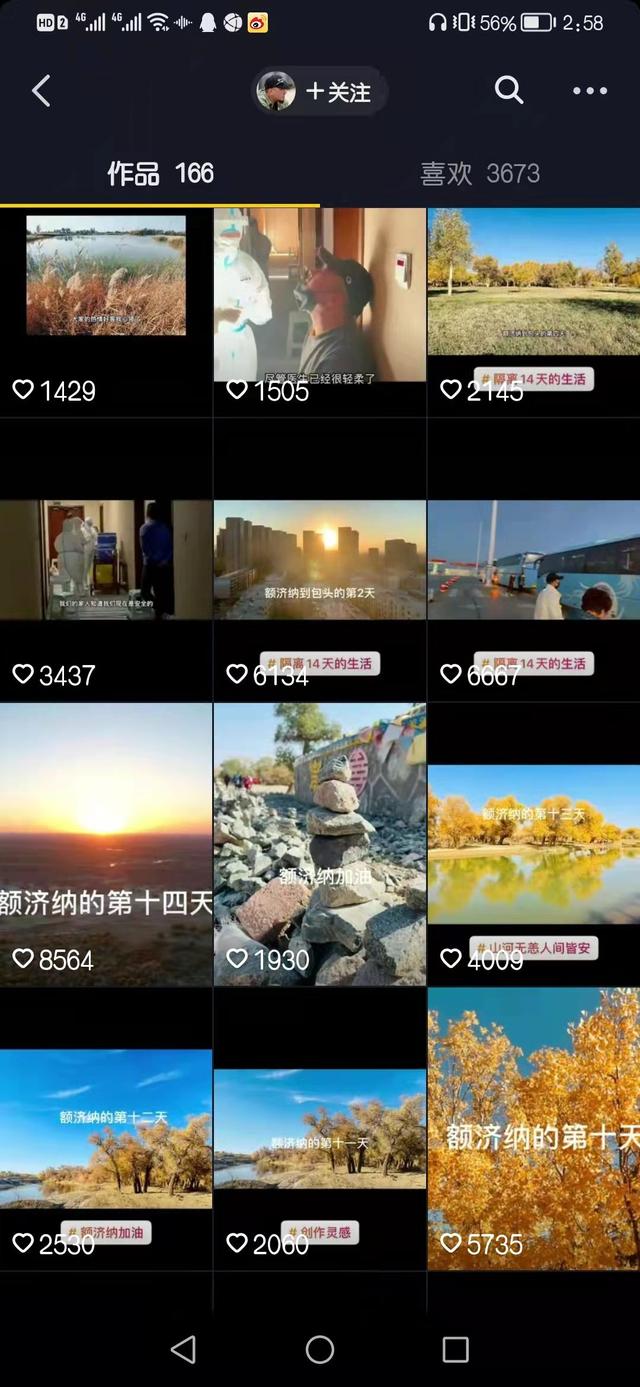 HD 2 4G 4G 56% 2:58
+关注
作品 166
喜欢 3673
大家的热情好客我心领了
1429
尽管医生已经很轻柔了
1505
#隔离14天的生活
2145
我们的家人知道我们现在是安全的
3437
额济纳到包头的第2天
#隔离14天的生活
6134
#隔离14天的生活
6667
额济纳的第十四天
8564
额济纳加油
1930
额济纳的第十三天
#山河无恙人间皆安
4009
额济纳的第十二天
#额济纳加油
2530
额济纳的第十一天
#创作灵感
2060
额济纳的第十天
5735